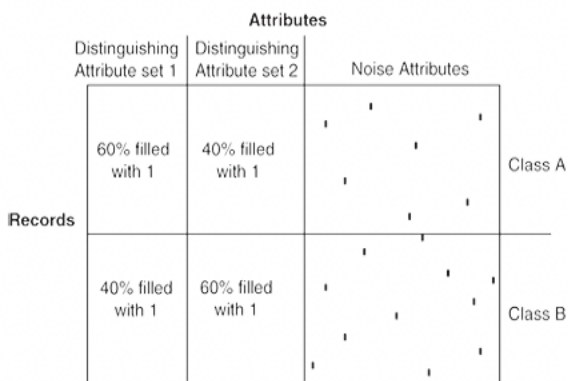 Attributes
Distinguishing
Attribute set 1
Distinguishing
Attribute set 2
Noise Attributes
60% filled
with 1
40% filled
with 1
Class A
Records
40% filled
with 1
60% filled
with 1
Class B